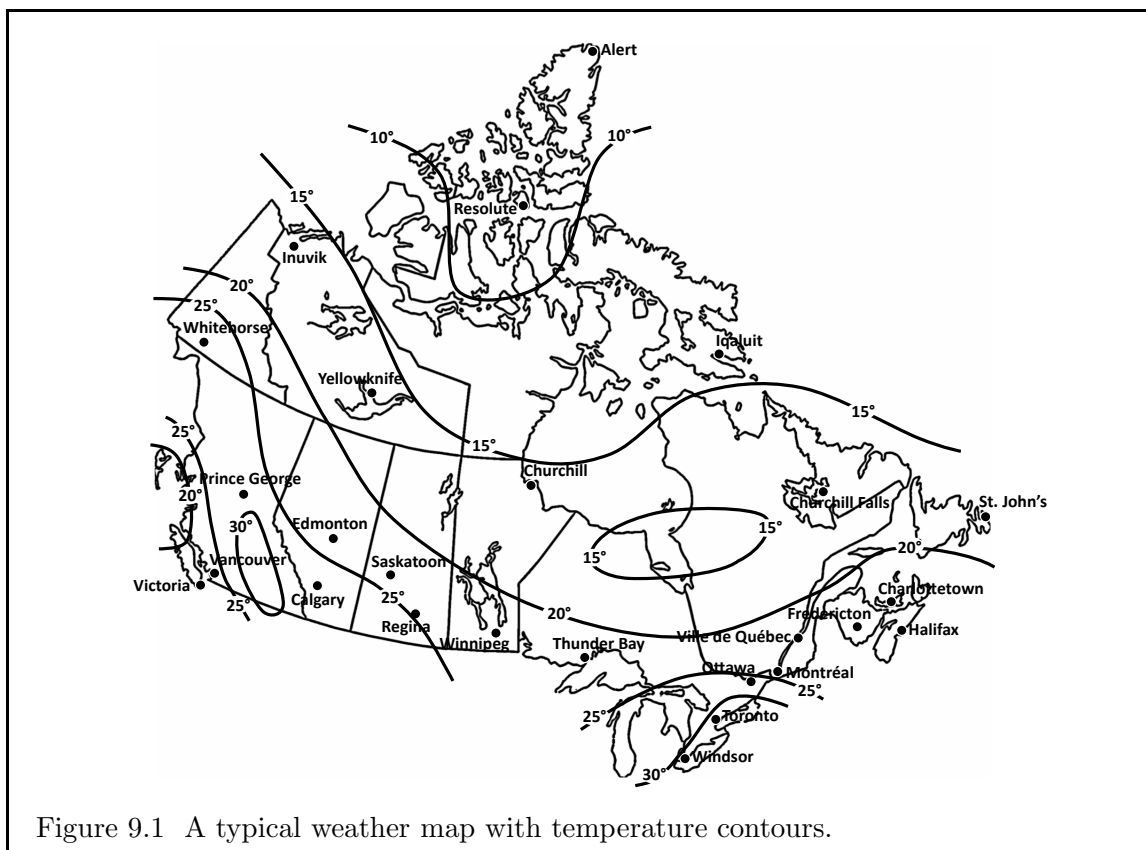 Alert
10°
10°
15°
Resolute
Inuvik
20°
25°
Whitehorse
Iqaluit
Yellowknife
15°
25°
15°
Churchill
Prince George
20°
Churchill Falls
St. John's
30°
Edmonton
15°
15°
20°
Vancouver
Saskatoon
Victoria
25°
Calgary
25°
Charlottetown
20°
Fredericton
Regina
Winnipeg
Thunder Bay
Ville de Québec
Halifax
Ottawa
Montréal
25°
25°
Toronto
Windsor
30°
Figure 9.1 A typical weather map with temperature contours.